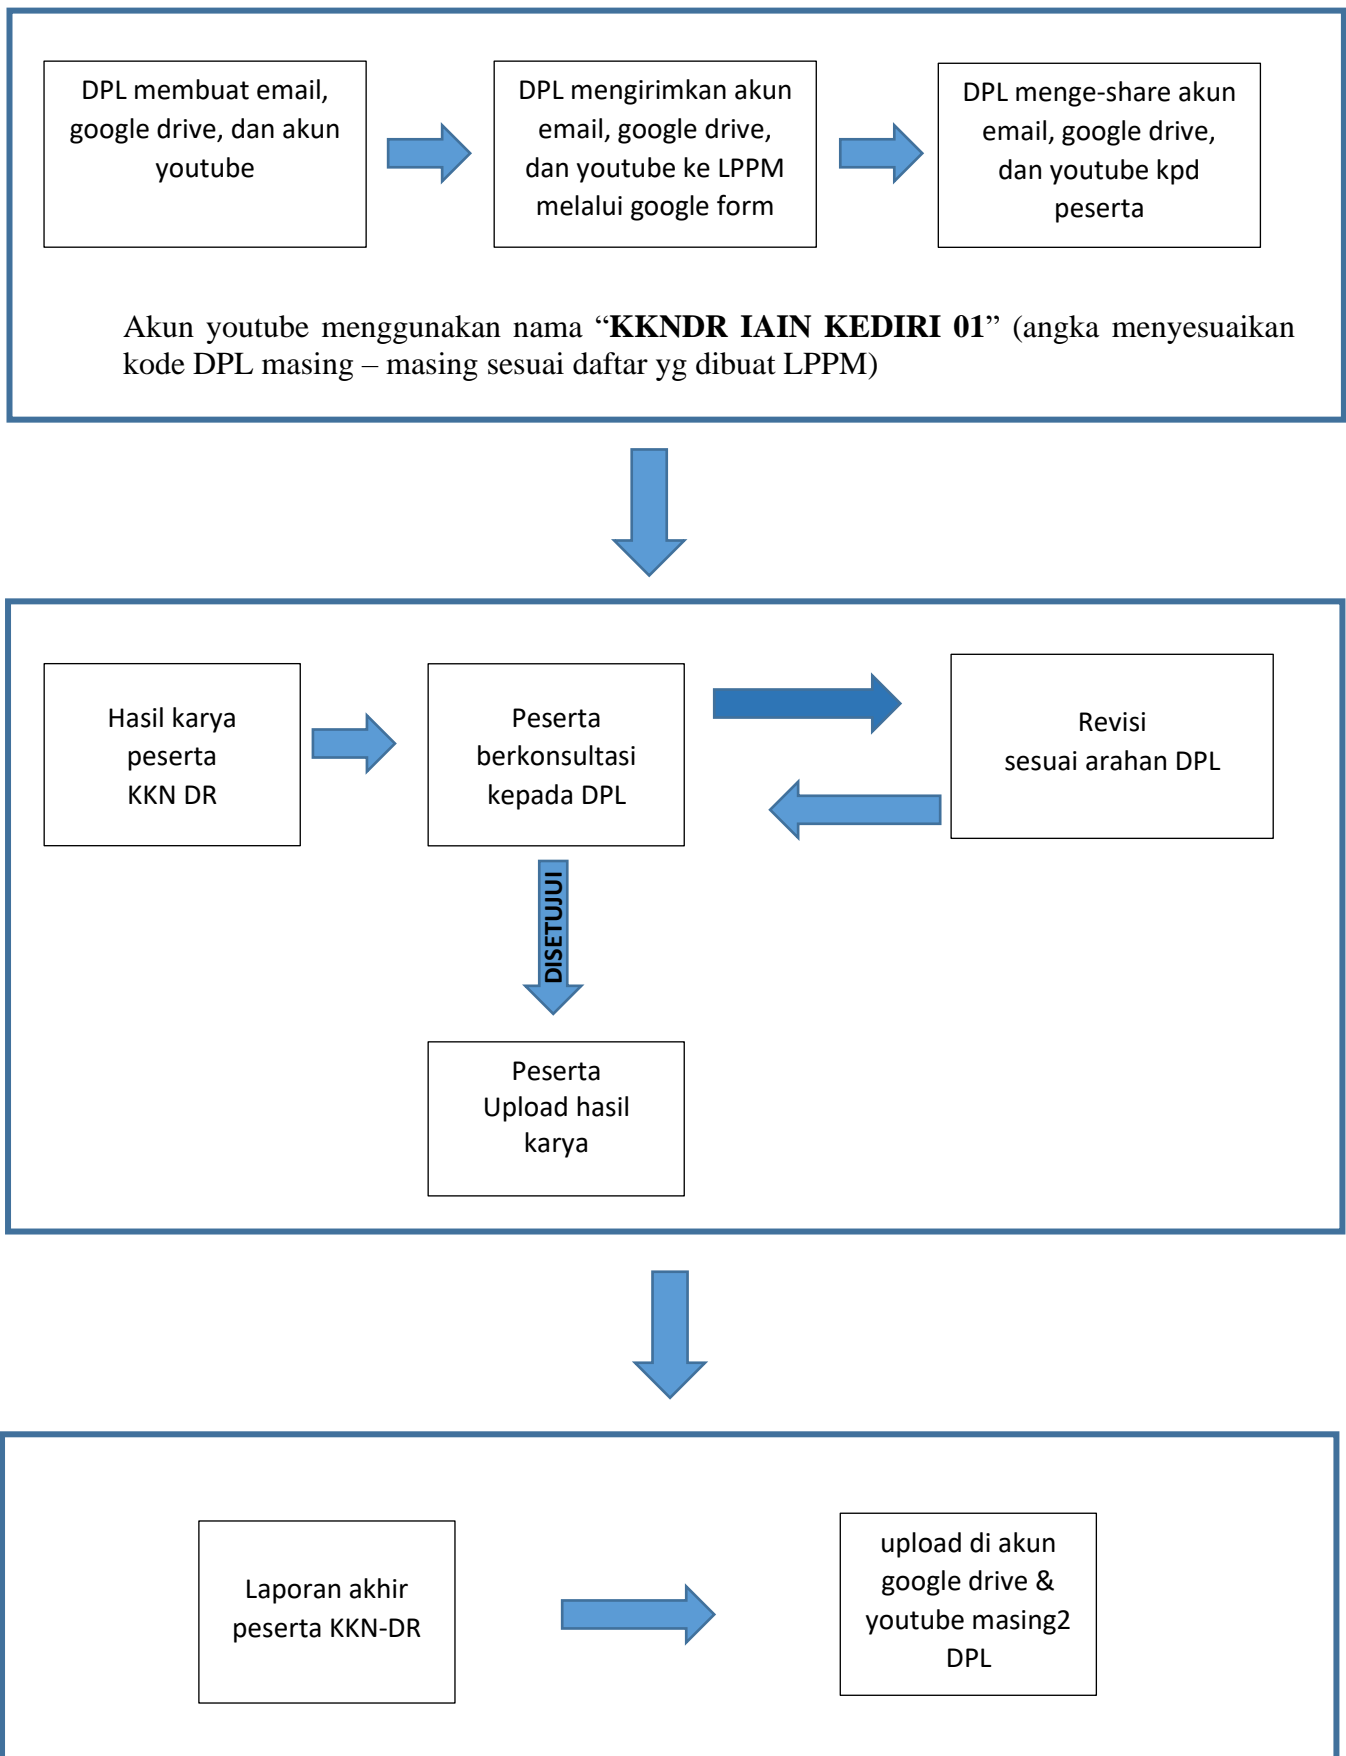 DPL membuat email,
google drive, dan akun
youtube
DPL mengirimkan akun
email, google drive,
dan youtube ke LPPM
melalui google form
DPL menge-share akun
email, google drive,
dan youtube kpd
peserta
Akun youtube menggunakan nama “KKNDR IAIN KEDIRI 01” (angka menyesuaikan
kode DPL masing – masing sesuai daftar yg dibuat LPPM)
Hasil karya
peserta
KKN DR
Peserta
berkonsultasi
kepada DPL
Revisi
sesuai arahan DPL
DISETUJUI
Peserta
Upload hasil
karya
Laporan akhir
peserta KKN-DR
upload di akun
google drive &
youtube masing2
DPL